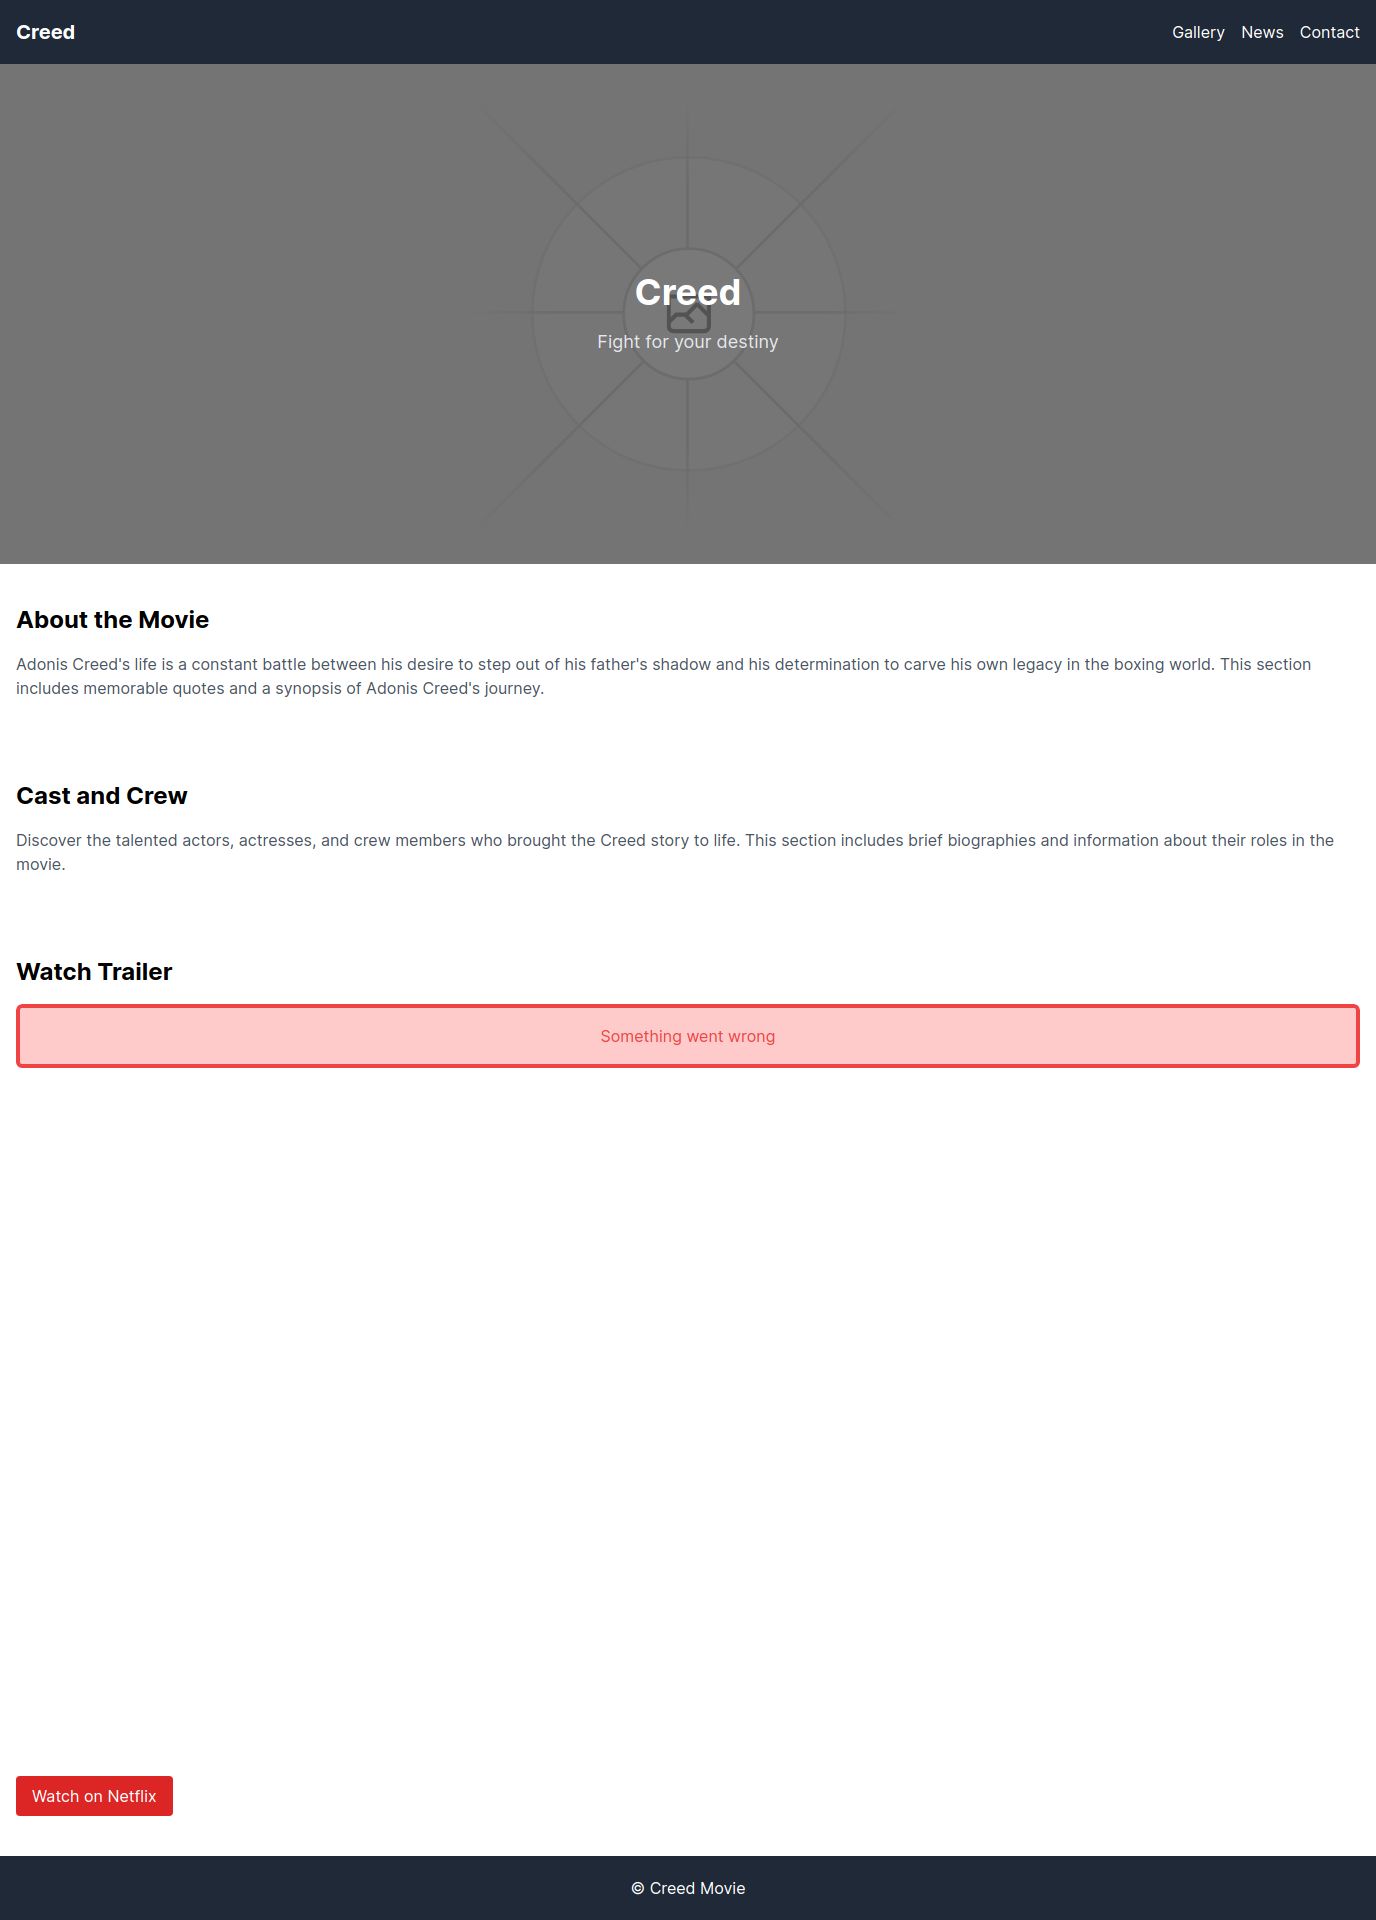 Creed
Gallery News Contact
Creed
Fight for your destiny
About the Movie
Adonis Creed's life is a constant battle between his desire to step out of his father's shadow and his determination to carve his own legacy in the boxing world. This section
includes memorable quotes and a synopsis of Adonis Creed's journey.
Cast and Crew
Discover the talented actors, actresses, and crew members who brought the Creed story to life. This section includes brief biographies and information about their roles in the
movie.
Watch Trailer
Something went wrong
Watch on Netflix
© Creed Movie